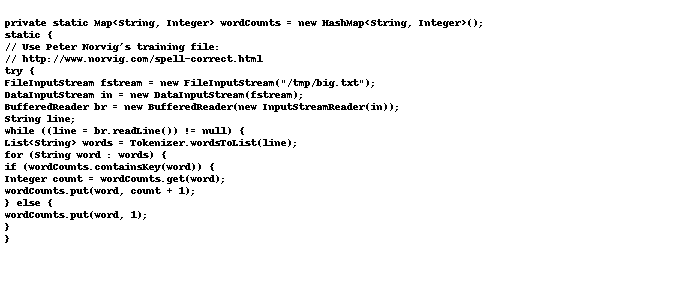 private static Map<String, Integer> wordCounts = new HashMap<String, Integer>();
static {
// Use Peter Norvig's training file:
// http://www.norvig.com/spell-correct.html
try {
FileInputStream fstream = new FileInputStream("/tmp/big.txt");
DataInputStream in = new DataInputStream(fstream);
BufferedReader br = new BufferedReader(new InputStreamReader(in));
String line;
while ((line = br.readLine()) != null) {
List<String> words = Tokenizer.wordsToList(line);
for (String word : words) {
if (wordCounts.containsKey(word)) {
Integer count = wordCounts.get(word);
wordCounts.put(word, count + 1);
} else {
wordCounts.put(word, 1);
}
}